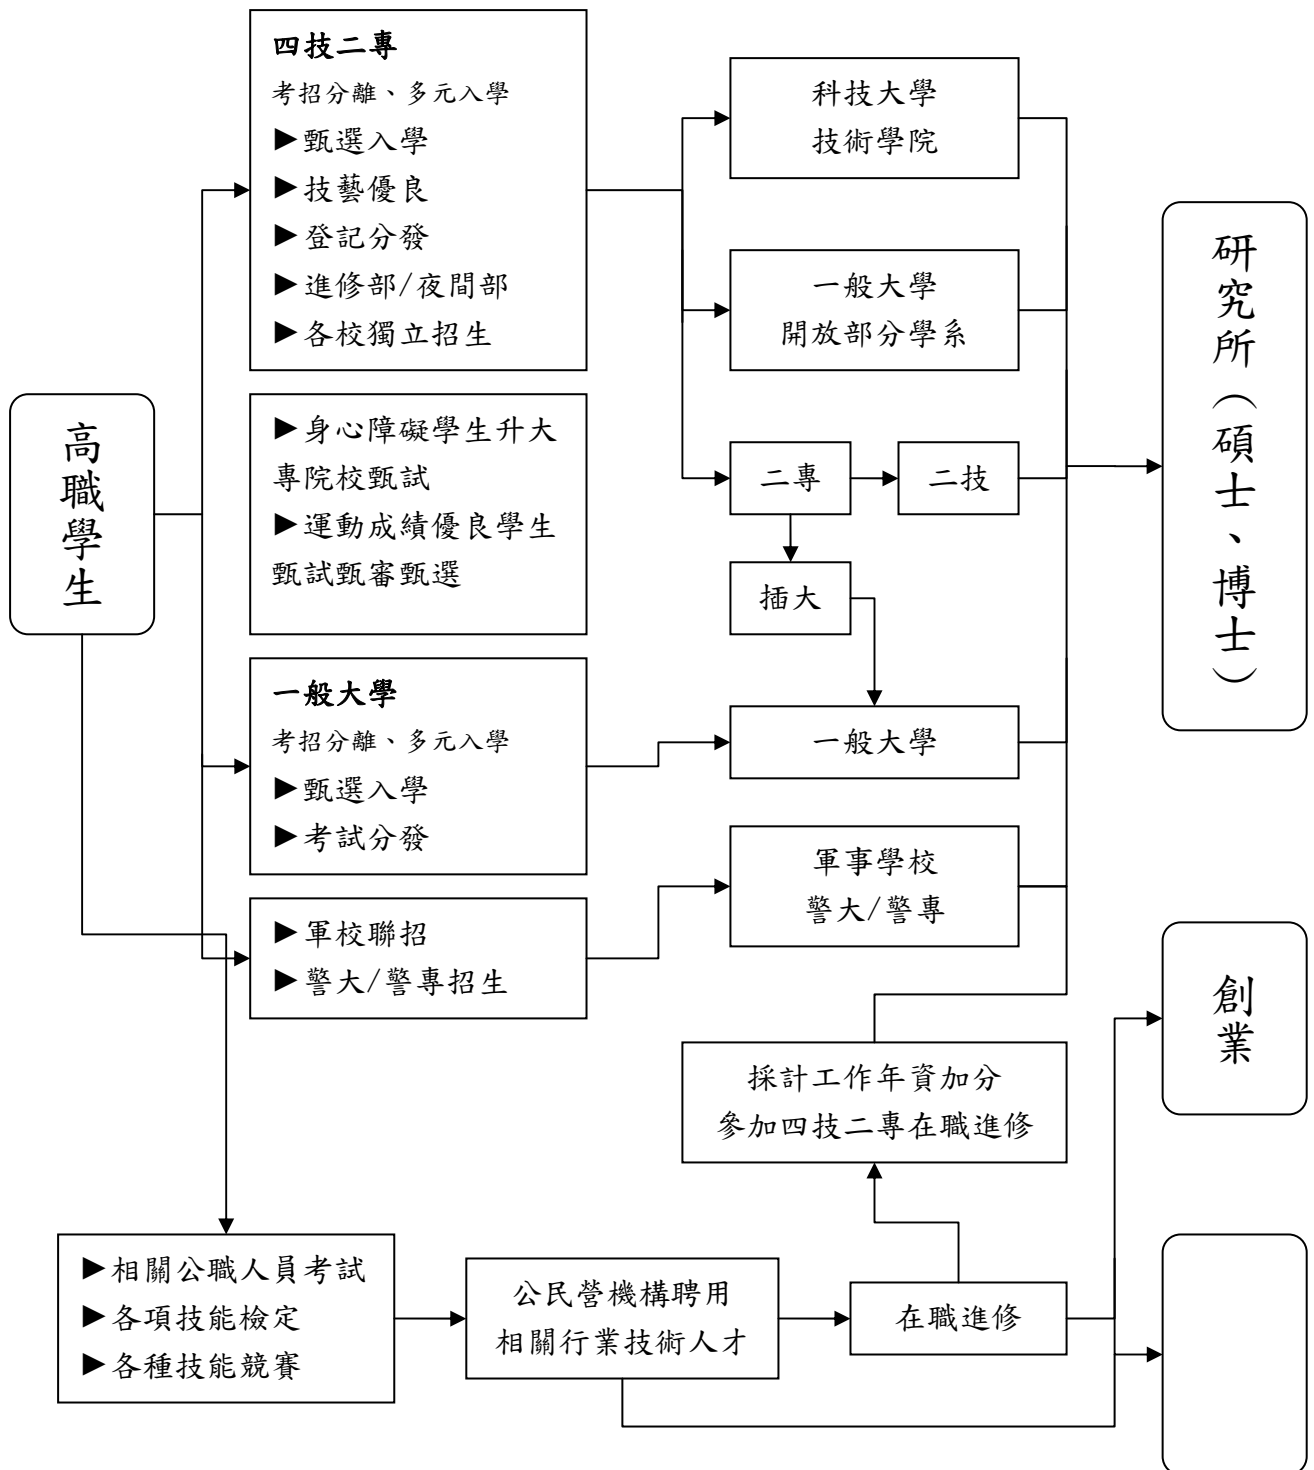 四技二專
考招分離、多元入學
►甄選入學
►技藝優良
►登記分發
►進修部/夜間部
►各校獨立招生
科技大學
技術學院
一般大學
開放部分學系
研究所（碩士、博士）
高職學生
►身心障礙學生升大
專院校甄試
►運動成績優良學生
甄試甄審甄選
二專
二技
插大
一般大學
考招分離、多元入學
►甄選入學
►考試分發
一般大學
軍事學校
警大/警專
►軍校聯招
►警大/警專招生
創業
採計工作年資加分
參加四技二專在職進修
►相關公職人員考試
►各項技能檢定
►各種技能競賽
公民營機構聘用
相關行業技術人才
在職進修